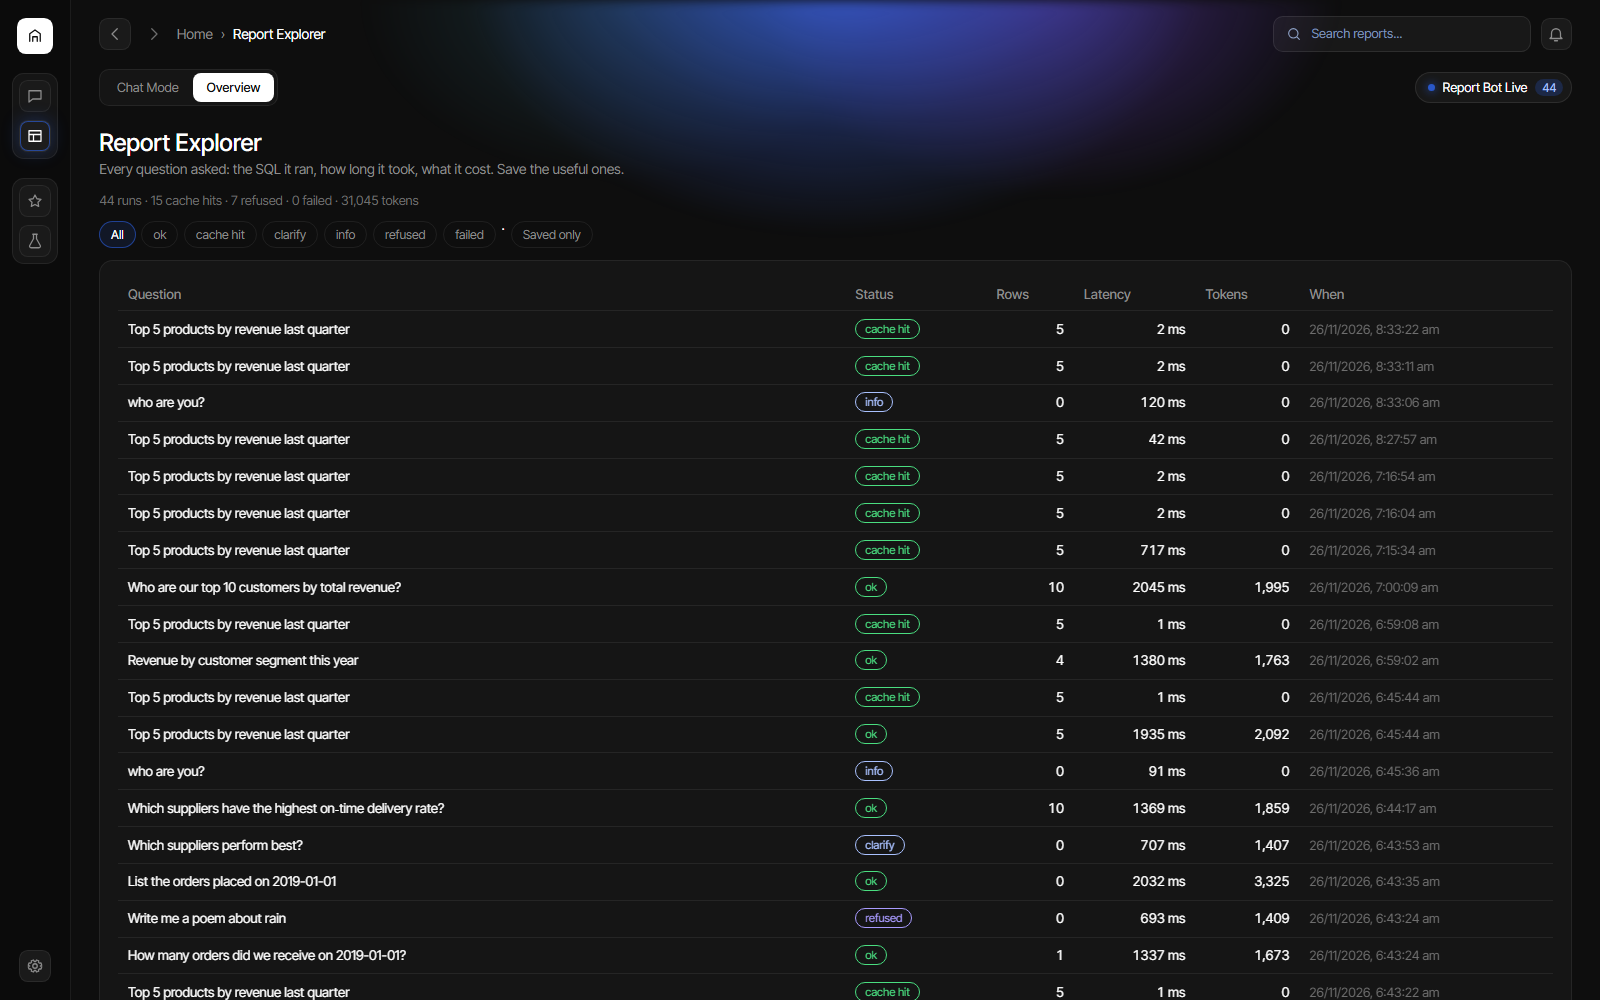 Home › Report Explorer
Search reports...
Chat Mode
Overview
Report Bot Live 44
Report Explorer
Every question asked: the SQL it ran, how long it took, what it cost. Save the useful ones.
44 runs · 15 cache hits · 7 refused · 0 failed · 31,045 tokens
All ok cache hit clarify info refused failed · Saved only
Question Status Rows Latency Tokens When
Top 5 products by revenue last quarter cache hit 5 2 ms 0 26/11/2026, 8:33:22 am
Top 5 products by revenue last quarter cache hit 5 2 ms 0 26/11/2026, 8:33:11 am
who are you? info 0 120 ms 0 26/11/2026, 8:33:06 am
Top 5 products by revenue last quarter cache hit 5 42 ms 0 26/11/2026, 8:27:57 am
Top 5 products by revenue last quarter cache hit 5 2 ms 0 26/11/2026, 7:16:54 am
Top 5 products by revenue last quarter cache hit 5 2 ms 0 26/11/2026, 7:16:04 am
Top 5 products by revenue last quarter cache hit 5 717 ms 0 26/11/2026, 7:15:34 am
Who are our top 10 customers by total revenue? ok 10 2045 ms 1,995 26/11/2026, 7:00:09 am
Top 5 products by revenue last quarter cache hit 5 1 ms 0 26/11/2026, 6:59:08 am
Revenue by customer segment this year ok 4 1380 ms 1,763 26/11/2026, 6:59:02 am
Top 5 products by revenue last quarter cache hit 5 1 ms 0 26/11/2026, 6:45:44 am
Top 5 products by revenue last quarter ok 5 1935 ms 2,092 26/11/2026, 6:45:44 am
who are you? info 0 91 ms 0 26/11/2026, 6:45:36 am
Which suppliers have the highest on-time delivery rate? ok 10 1369 ms 1,859 26/11/2026, 6:44:17 am
Which suppliers perform best? clarify 0 707 ms 1,407 26/11/2026, 6:43:53 am
List the orders placed on 2019-01-01 ok 0 2032 ms 3,325 26/11/2026, 6:43:35 am
Write me a poem about rain refused 0 693 ms 1,409 26/11/2026, 6:43:24 am
How many orders did we receive on 2019-01-01? ok 1 1337 ms 1,673 26/11/2026, 6:43:24 am
Top 5 products by revenue last quarter cache hit 5 1 ms 0 26/11/2026, 6:43:22 am